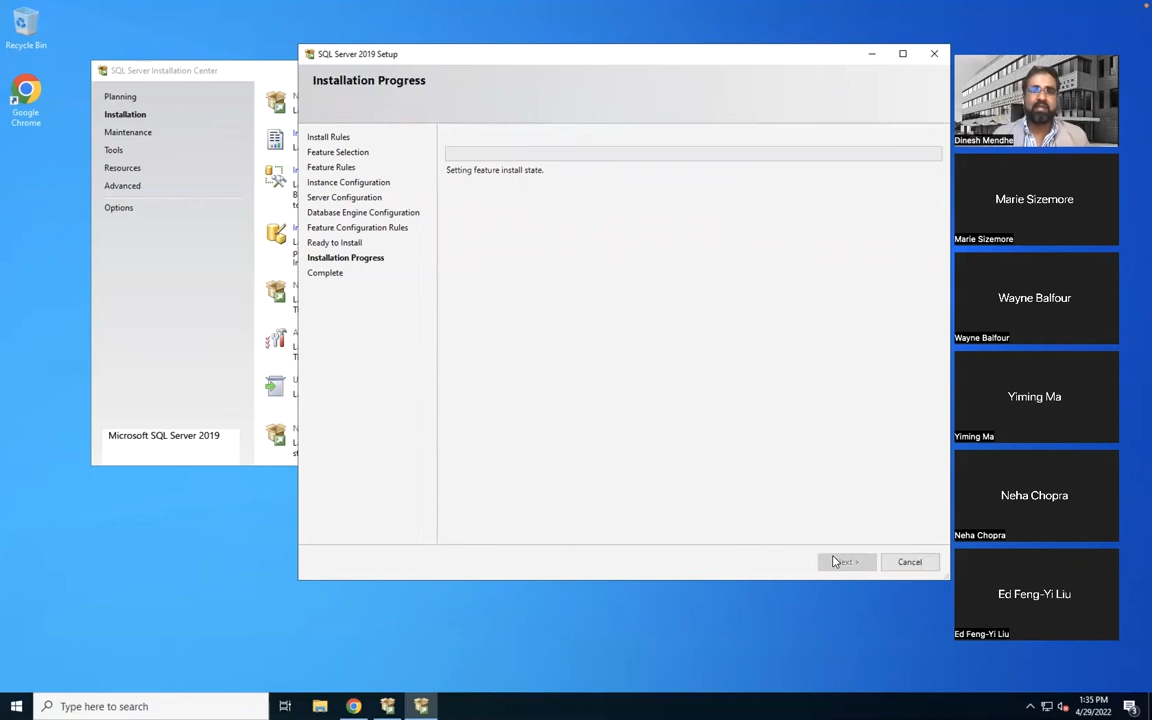 Recycle Bin
Google
Chrome
SQL Server Installation Center
Planning
Installation
Maintenance
Tools
Resources
Advanced
Options
Microsoft SQL Server 2019
SQL Server 2019 Setup
Installation Progress
Install Rules
Feature Selection
Feature Rules
Instance Configuration
Server Configuration
Database Engine Configuration
Feature Configuration Rules
Ready to Install
Installation Progress
Complete
Setting feature install state.
Cancel
Dinesh Mendhe
Marie Sizemore
Marie Sizemore
Wayne Balfour
Wayne Balfour
Yiming Ma
Yiming Ma
Neha Chopra
Neha Chopra
Ed Feng-Yi Liu
Ed Feng-Yi Liu
Type here to search
1:35 PM
4/29/2022
3